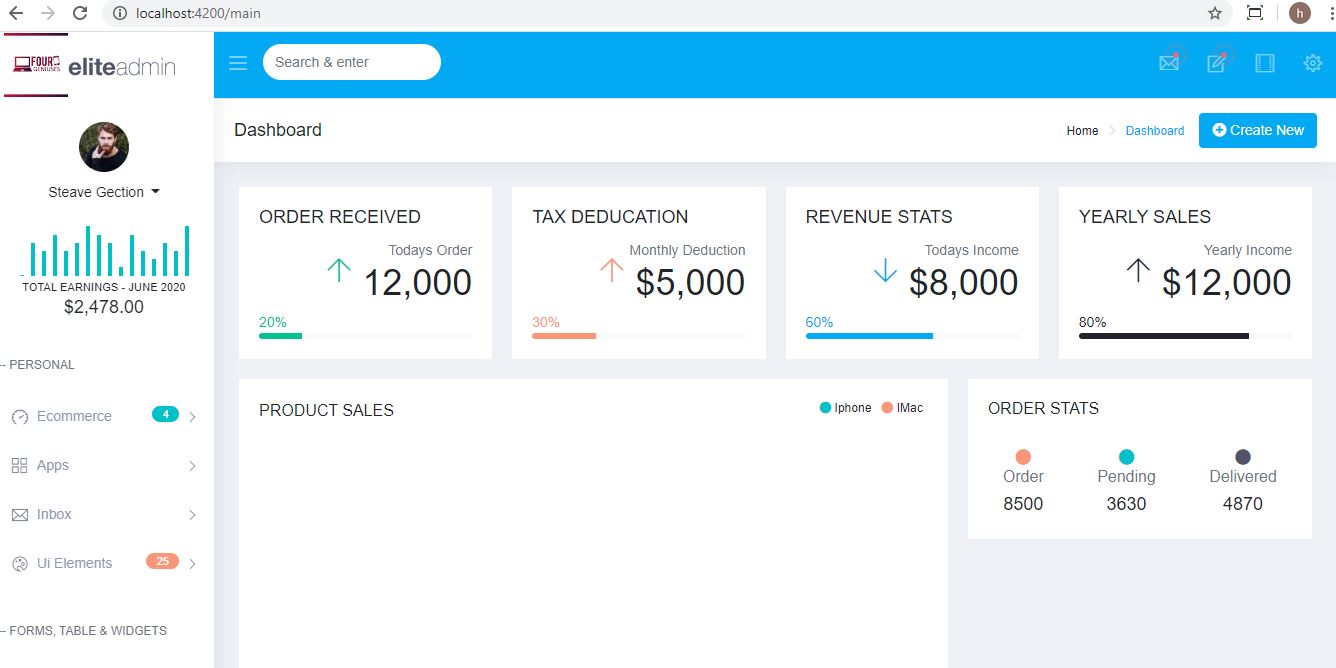 localhost:4200/main
h
FOUR
GENIUSES
eliteadmin
Search & enter
Steave Gection
TOTAL EARNINGS - JUNE 2020
$2,478.00
-- PERSONAL
Ecommerce 4
Apps
Inbox
Ui Elements 25
-- FORMS, TABLE & WIDGETS
Dashboard
Home Dashboard Create New
ORDER RECEIVED
Todays Order
12,000
20%
TAX DEDUCATION
Monthly Deduction
$5,000
30%
REVENUE STATS
Todays Income
$8,000
60%
YEARLY SALES
Yearly Income
$12,000
80%
PRODUCT SALES
Iphone IMac
ORDER STATS
Order Pending Delivered
8500 3630 4870